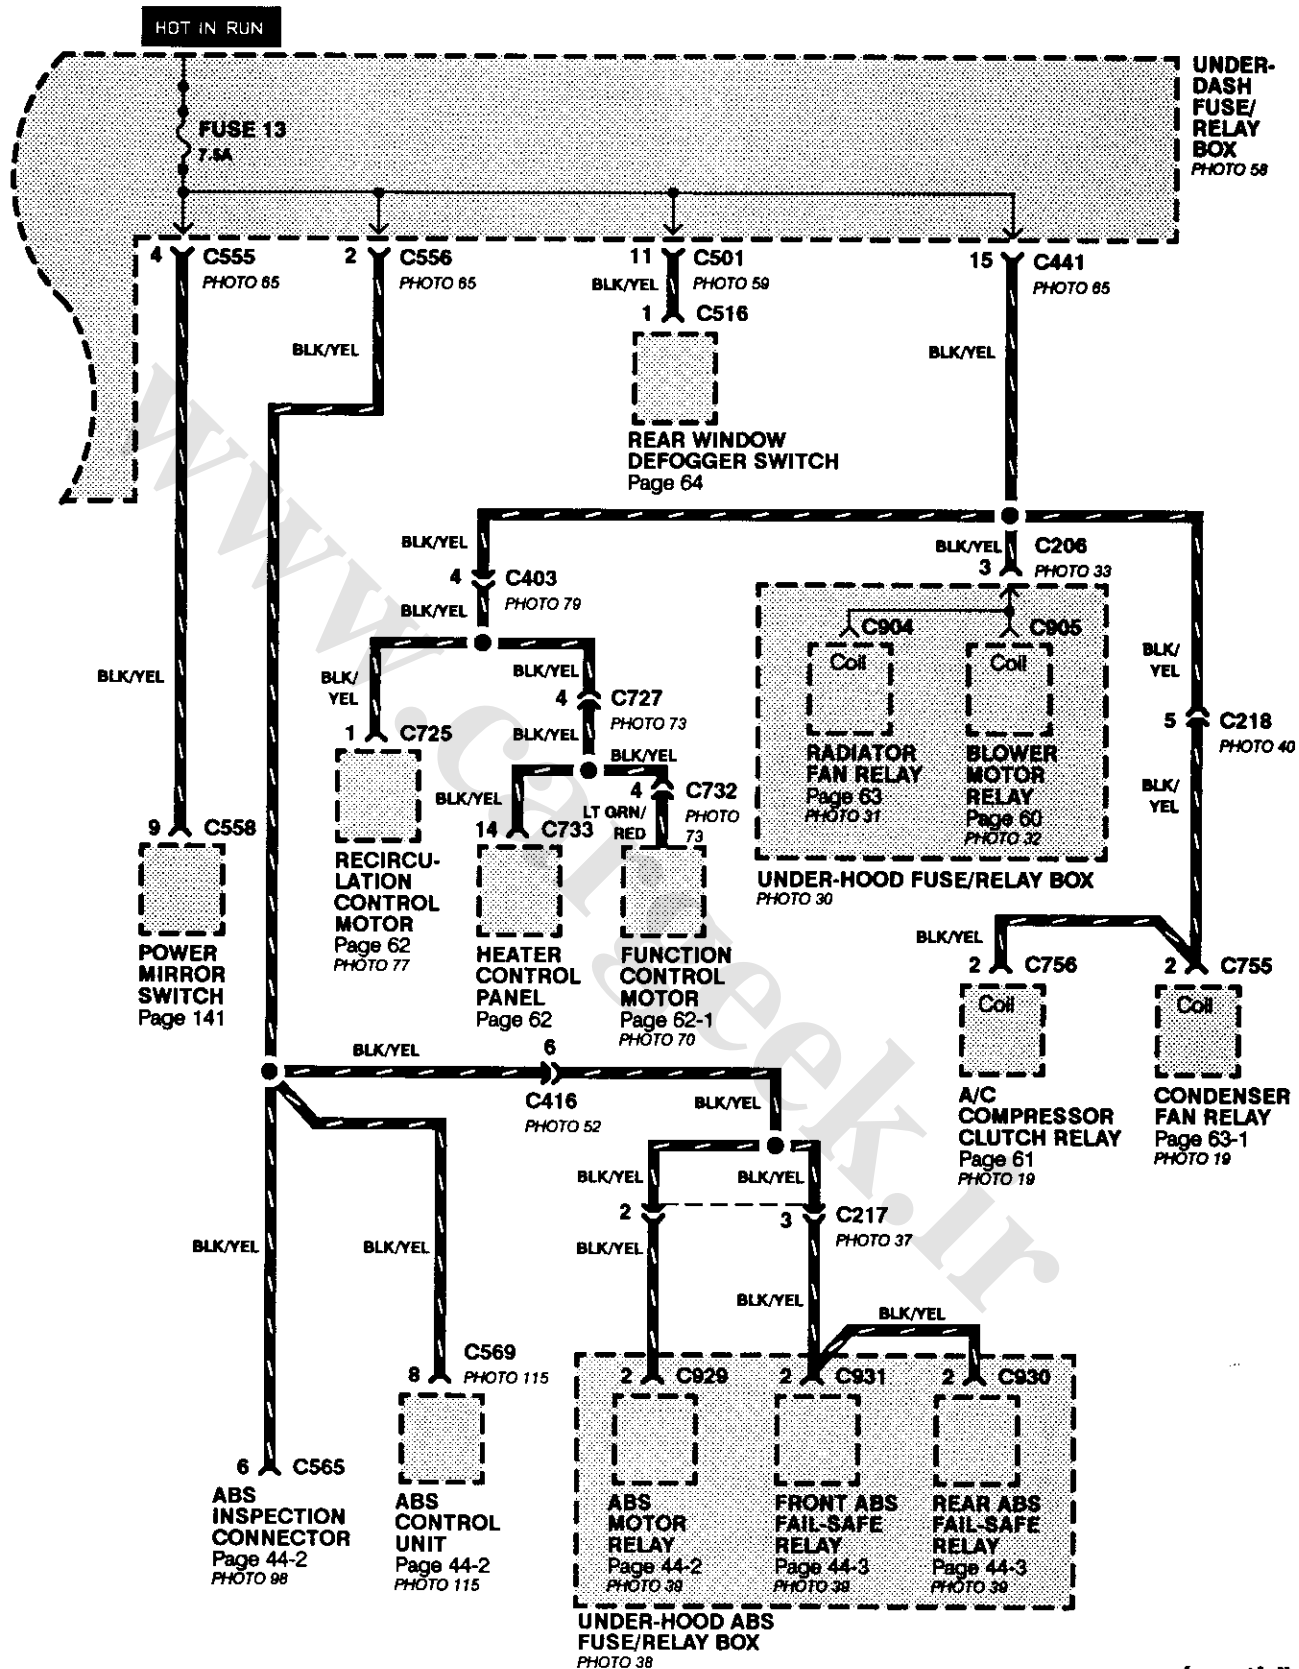 HOT IN RUN
UNDER-
DASH
FUSE/
RELAY
BOX
PHOTO 58
FUSE 13
7.5A
4 C555
PHOTO 65
2 C556
PHOTO 65
11 C501
PHOTO 59
15 C441
PHOTO 65
BLK/YEL
1 C516
BLK/YEL
BLK/YEL
REAR WINDOW
DEFOGGER SWITCH
Page 64
BLK/YEL
4 C403
PHOTO 79
BLK/YEL
BLK/YEL
3 C206
PHOTO 33
C904
Coil
C905
Coil
RADIATOR
FAN RELAY
Page 63
PHOTO 31
BLOWER
MOTOR
RELAY
Page 60
PHOTO 32
UNDER-HOOD FUSE/RELAY BOX
PHOTO 30
BLK/
YEL
5 C218
PHOTO 40
BLK/
YEL
BLK/YEL
BLK/
YEL
BLK/YEL
4 C727
PHOTO 73
1 C725
BLK/YEL
BLK/YEL
BLK/YEL
4 C732
PHOTO
73
LT GRN/
RED
9 C558
14 C733
RECIRCU-
LATION
CONTROL
MOTOR
Page 62
PHOTO 77
POWER
MIRROR
SWITCH
Page 141
HEATER
CONTROL
PANEL
Page 62
FUNCTION
CONTROL
MOTOR
Page 62-1
PHOTO 70
BLK/YEL
2 C756
Coil
2 C755
Coil
A/C
COMPRESSOR
CLUTCH RELAY
Page 61
PHOTO 19
CONDENSER
FAN RELAY
Page 63-1
PHOTO 19
BLK/YEL
6
C416
PHOTO 52
BLK/YEL
BLK/YEL
BLK/YEL
2
3 C217
PHOTO 37
BLK/YEL
BLK/YEL
BLK/YEL
BLK/YEL
BLK/YEL
8 C569
PHOTO 115
2 C929
2 C931
2 C930
6 C565
ABS
INSPECTION
CONNECTOR
Page 44-2
PHOTO 98
ABS
CONTROL
UNIT
Page 44-2
PHOTO 115
ABS
MOTOR
RELAY
Page 44-2
PHOTO 39
FRONT ABS
FAIL-SAFE
RELAY
Page 44-3
PHOTO 39
REAR ABS
FAIL-SAFE
RELAY
Page 44-3
PHOTO 39
UNDER-HOOD ABS
FUSE/RELAY BOX
PHOTO 38
www.cargeek.ir